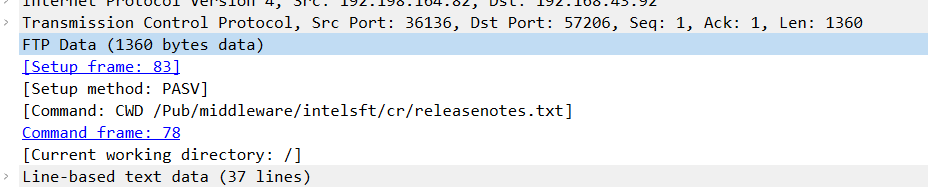 Internet Protocol Version 4, Src: 192.198.164.82, Dst: 192.168.43.92
Transmission Control Protocol, Src Port: 36136, Dst Port: 57206, Seq: 1, Ack: 1, Len: 1360
FTP Data (1360 bytes data)
[Setup frame: 83]
[Setup method: PASV]
[Command: CWD /Pub/middleware/intelsft/cr/releasenotes.txt]
Command frame: 78
[Current working directory: /]
Line-based text data (37 lines)